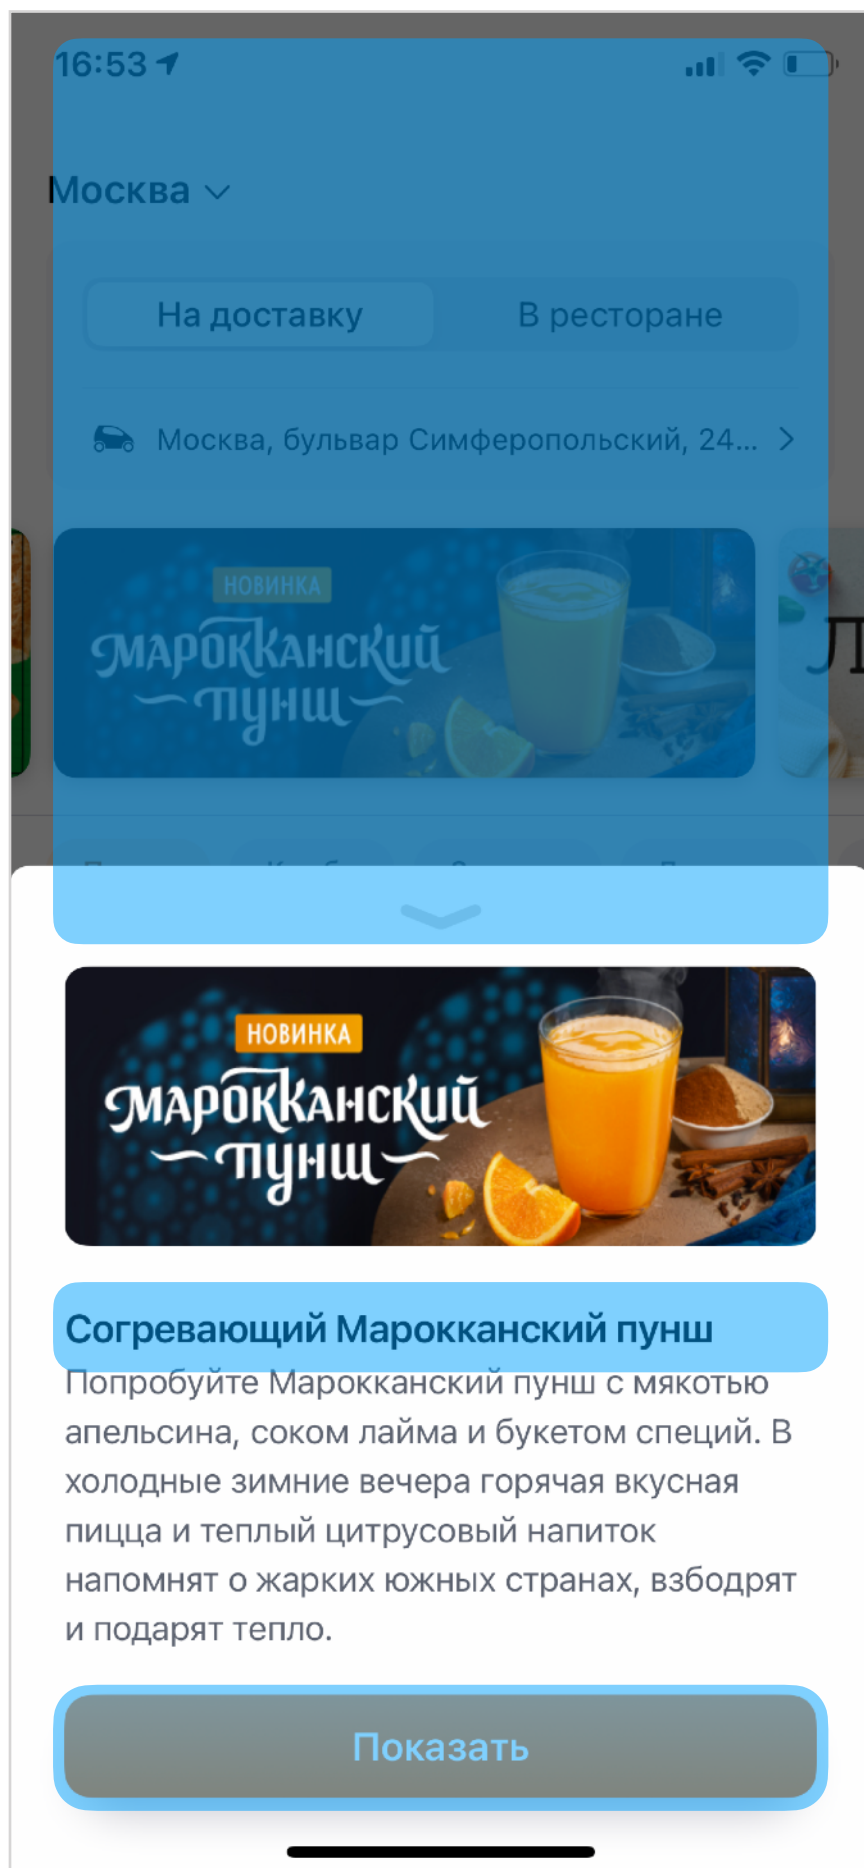 16:53
Москва
На доставку
В ресторане
Москва, бульвар Симферопольский, 24...
НОВИНКА
МАРОККАНСКИЙ
ПУНШ
Л
НОВИНКА
МАРОККАНСКИЙ
ПУНШ
Согревающий Марокканский пунш
Попробуйте Марокканский пунш с мякотью
апельсина, соком лайма и букетом специй. В
холодные зимние вечера горячая вкусная
пицца и теплый цитрусовый напиток
напомнят о жарких южных странах, взбодрят
и подарят тепло.
Показать